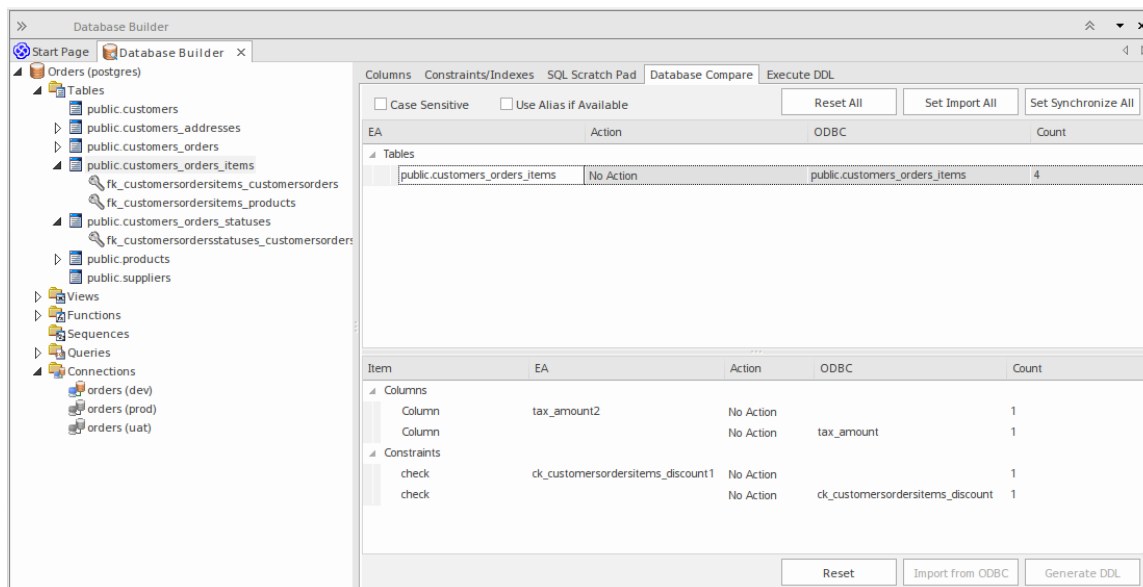 Database Builder
Start Page Database Builder
Orders (postgres)
Tables
public.customers
public.customers_addresses
public.customers_orders
public.customers_orders_items
fk_customersordersitems_customersorders
fk_customersordersitems_products
public.customers_orders_statuses
fk_customersordersstatuses_customersorders
public.products
public.suppliers
Views
Functions
Sequences
Queries
Connections
orders (dev)
orders (prod)
orders (uat)
Columns Constraints/Indexes SQL Scratch Pad Database Compare Execute DDL
Case Sensitive Use Alias if Available Reset All Set Import All Set Synchronize All
EA Action ODBC Count
Tables
public.customers_orders_items No Action public.customers_orders_items 4
Item EA Action ODBC Count
Columns
Column tax_amount2 No Action 1
Column No Action tax_amount 1
Constraints
check ck_customersordersitems_discount1 No Action 1
check No Action ck_customersordersitems_discount 1
Reset Import from ODBC Generate DDL